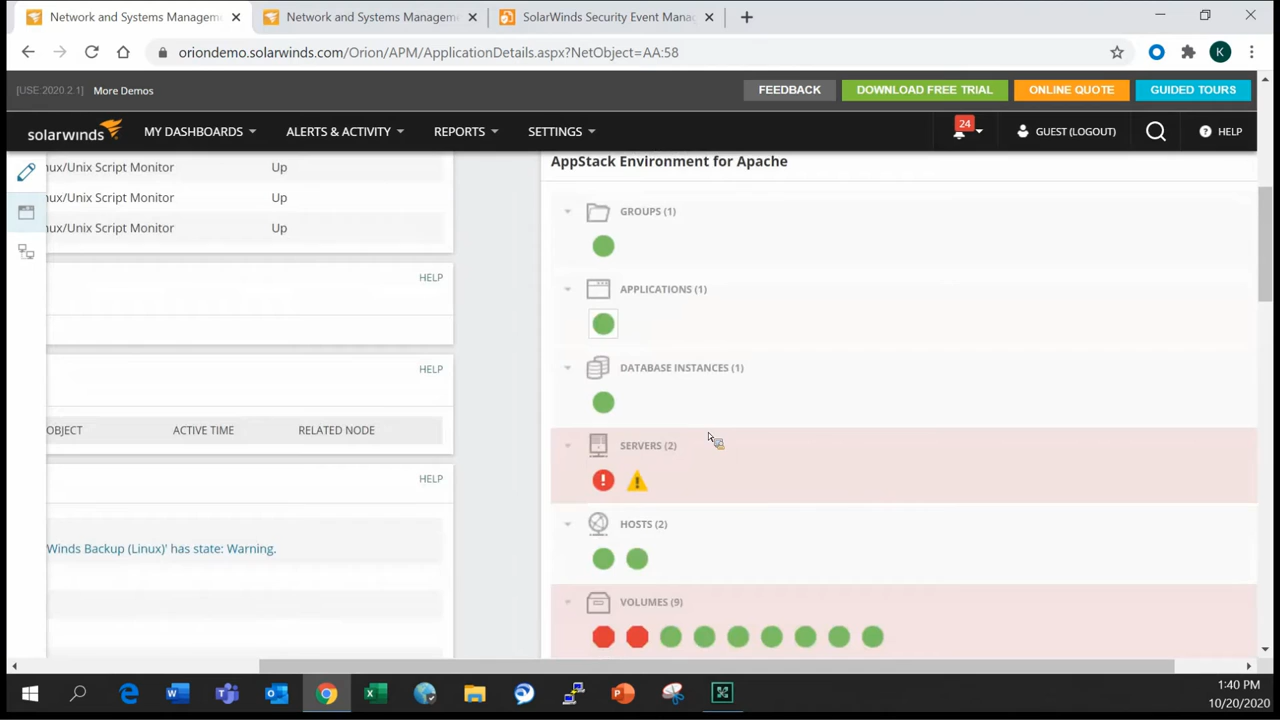 Network and Systems Managem
Network and Systems Managem
SolarWinds Security Event Mana
oriondemo.solarwinds.com/Orion/APM/ApplicationDetails.aspx?NetObject=AA:58
K
[USE 2020.2.1]
More Demos
FEEDBACK
DOWNLOAD FREE TRIAL
ONLINE QUOTE
GUIDED TOURS
solarwinds
MY DASHBOARDS
ALERTS & ACTIVITY
REPORTS
SETTINGS
24
GUEST (LOGOUT)
HELP
nux/Unix Script Monitor Up
nux/Unix Script Monitor Up
nux/Unix Script Monitor Up
HELP
HELP
OBJECT ACTIVE TIME RELATED NODE
HELP
Winds Backup (Linux)' has state: Warning.
AppStack Environment for Apache
GROUPS (1)
APPLICATIONS (1)
DATABASE INSTANCES (1)
SERVERS (2)
HOSTS (2)
VOLUMES (9)
1:40 PM
10/20/2020